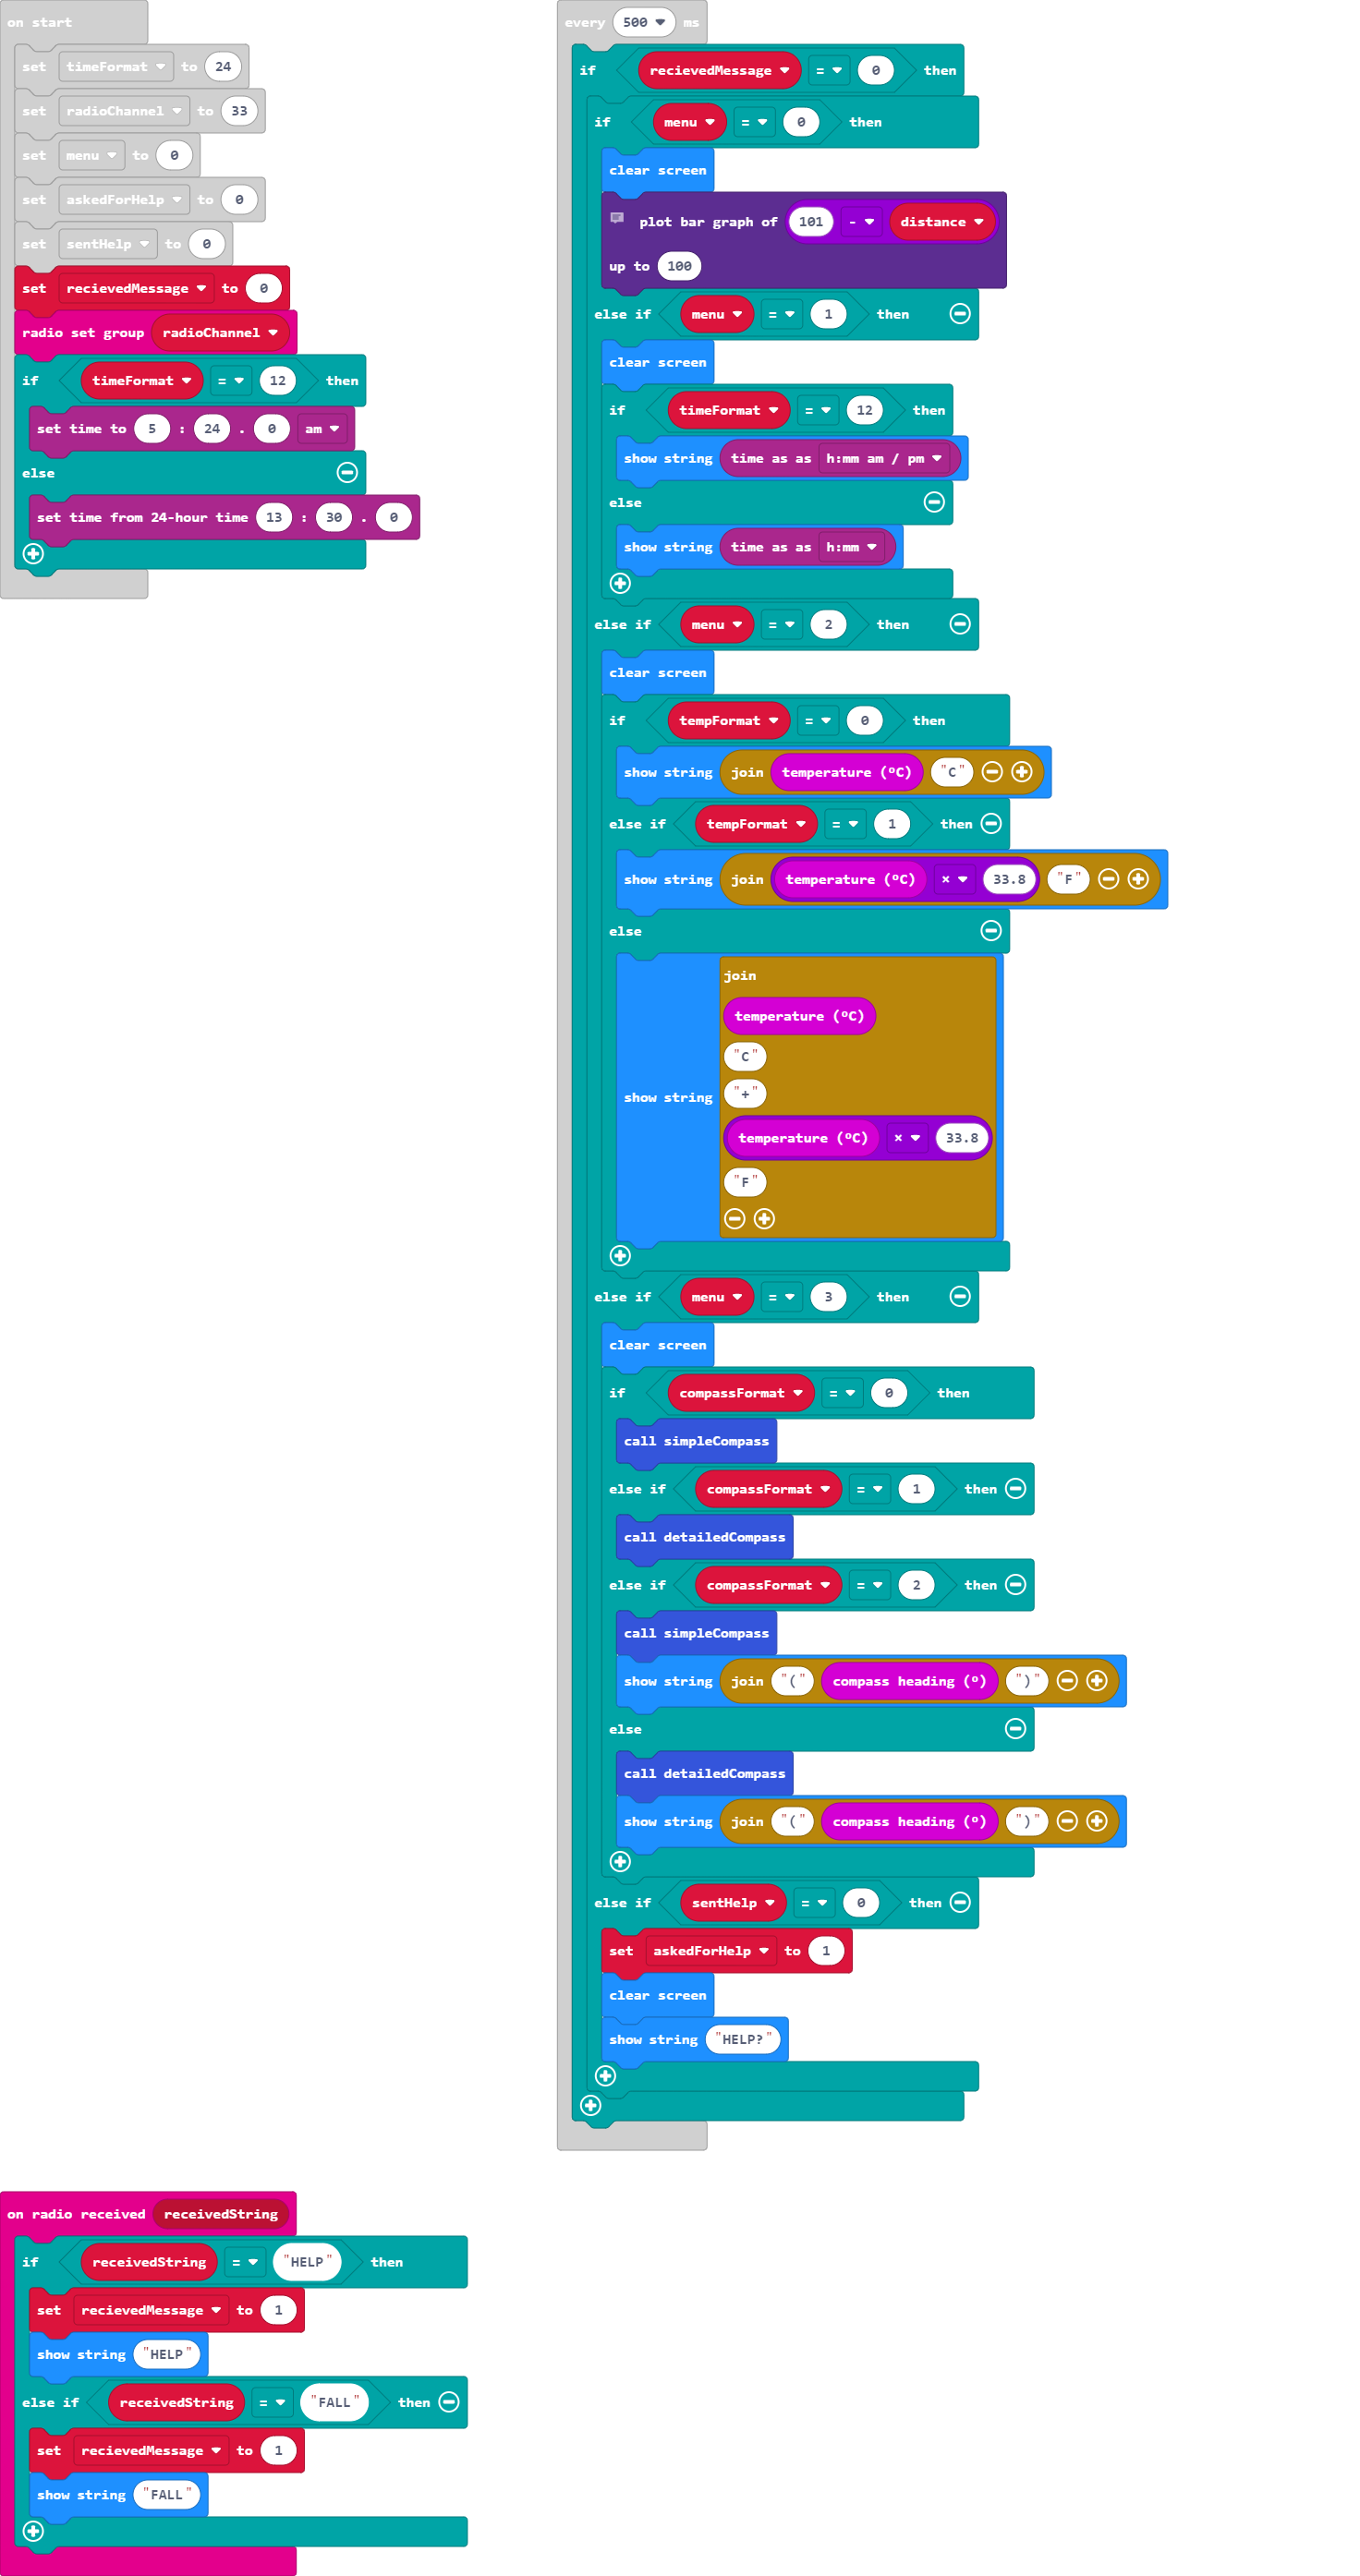 on start
set timeFormat to 24
set radioChannel to 33
set menu to 0
set askedForHelp to 0
set sentHelp to 0
set recievedMessage to 0
radio set group radioChannel
if timeFormat = 12 then
set time to 5 : 24 . 0 am
else
set time from 24-hour time 13 : 30 . 0
every 500 ms
if recievedMessage = 0 then
if menu = 0 then
clear screen
plot bar graph of 101 - distance
up to 100
else if menu = 1 then
clear screen
if timeFormat = 12 then
show string time as as h:mm am / pm
else
show string time as as h:mm
else if menu = 2 then
clear screen
if tempFormat = 0 then
show string join temperature (ºC) "C"
else if tempFormat = 1 then
show string join temperature (ºC) × 33.8 "F"
else
join
temperature (ºC)
"C"
"+"
show string
temperature (ºC) × 33.8
"F"
else if menu = 3 then
clear screen
if compassFormat = 0 then
call simpleCompass
else if compassFormat = 1 then
call detailedCompass
else if compassFormat = 2 then
call simpleCompass
show string join "(" compass heading (º) ")"
else
call detailedCompass
show string join "(" compass heading (º) ")"
else if sentHelp = 0 then
set askedForHelp to 1
clear screen
show string "HELP?"
on radio received receivedString
if receivedString = "HELP" then
set recievedMessage to 1
show string "HELP"
else if receivedString = "FALL" then
set recievedMessage to 1
show string "FALL"